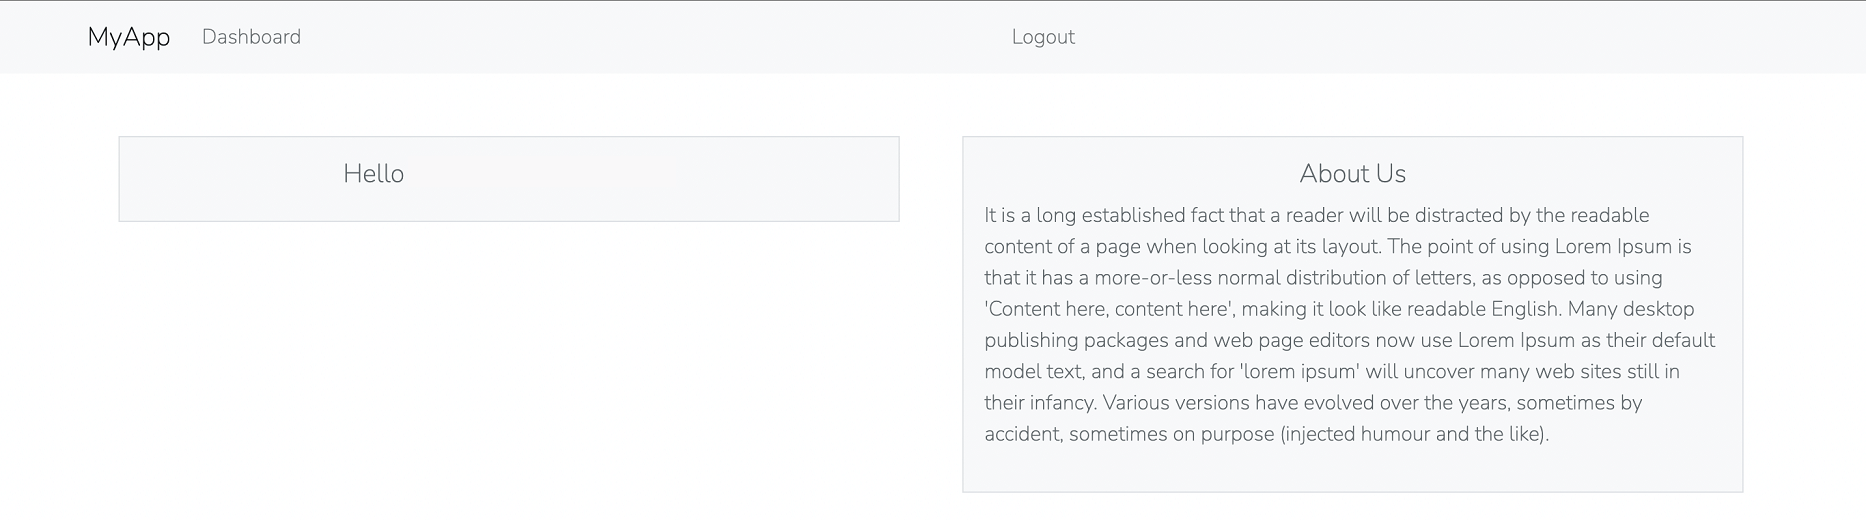 MyApp Dashboard Logout
Hello
About Us
It is a long established fact that a reader will be distracted by the readable
content of a page when looking at its layout. The point of using Lorem Ipsum is
that it has a more-or-less normal distribution of letters, as opposed to using
'Content here, content here', making it look like readable English. Many desktop
publishing packages and web page editors now use Lorem Ipsum as their default
model text, and a search for 'lorem ipsum' will uncover many web sites still in
their infancy. Various versions have evolved over the years, sometimes by
accident, sometimes on purpose (injected humour and the like).